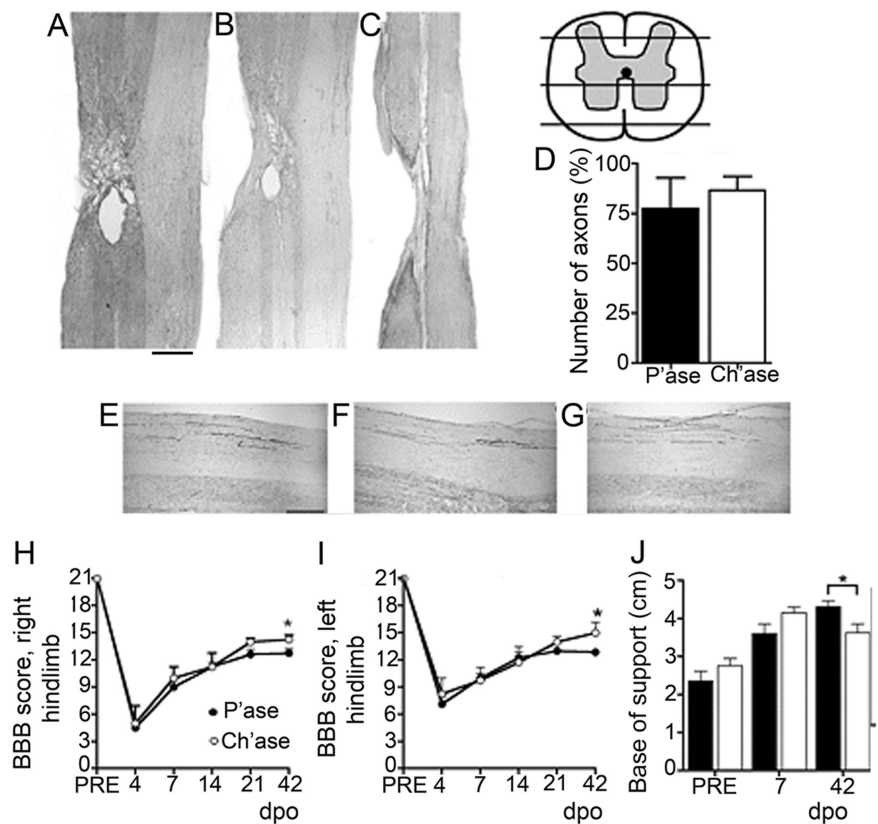 A
B
C
D
Number of axons (%)
100
75
50
25
0
P'ase
Ch'ase
E
F
G
H
BBB score, right
hindlimb
21
18
15
12
9
6
3
0
*
P'ase
Ch'ase
PRE 4 7 14 21 42
dpo
I
BBB score, left
hindlimb
21
18
15
12
9
6
3
0
*
PRE 4 7 14 21 42
dpo
J
Base of support (cm)
5
4
3
2
1
0
*
PRE 7 42
dpo